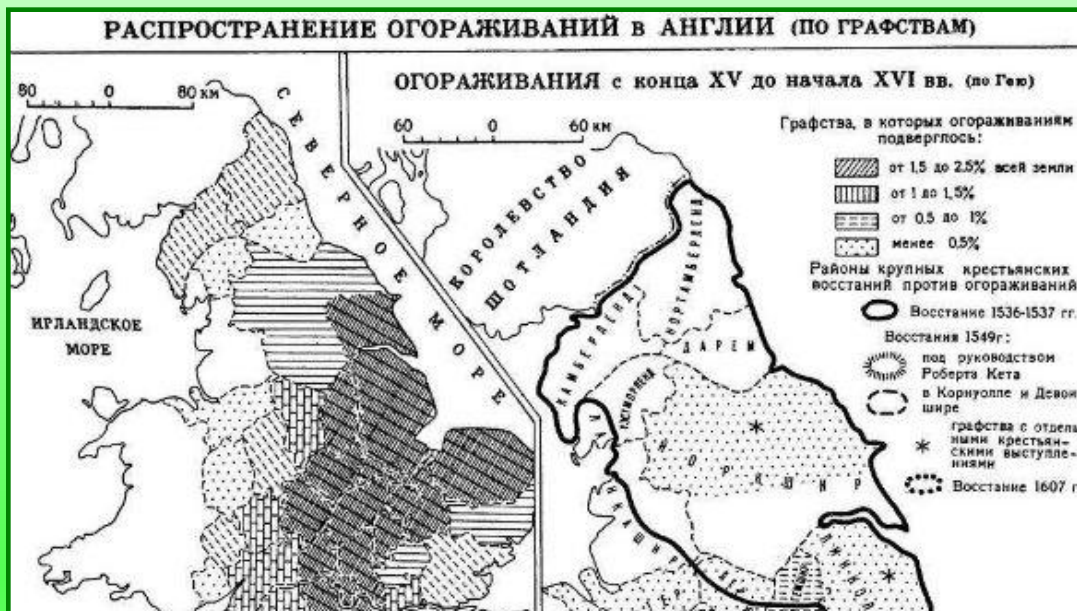 РАСПРОСТРАНЕНИЕ ОГОРАЖИВАНИЙ В АНГЛИИ (ПО ГРАФСТВАМ)
80 0 80 км
СЕВЕРНОЕ МОРЕ
ИРЛАНДСКОЕ
МОРЕ
ОГОРАЖИВАНИЯ с конца XV до начала XVI вв. (по Гею)
60 0 60 км
Графства, в которых огораживаниям
подверглось:
от 1,5 до 2,5% всей земли
от 1 до 1,5%
от 0,5 до 1%
менее 0,5%
Районы крупных крестьянских
восстаний против огораживаний
Восстание 1536-1537 гг.
Восстания 1549г:
под руководством
Роберта Кета
в Корнуолле и Девон-
шире
графства с отдель-
ными крестьян-
скими выступле-
ниями
Восстание 1607 г
КОРОЛЕВСТВО
ШОТЛАНДИЯ
НОРТАМБЕРЛЕНД
КАМБЕРЛЕНД
ДАРЕМ
ЙОРКШИР